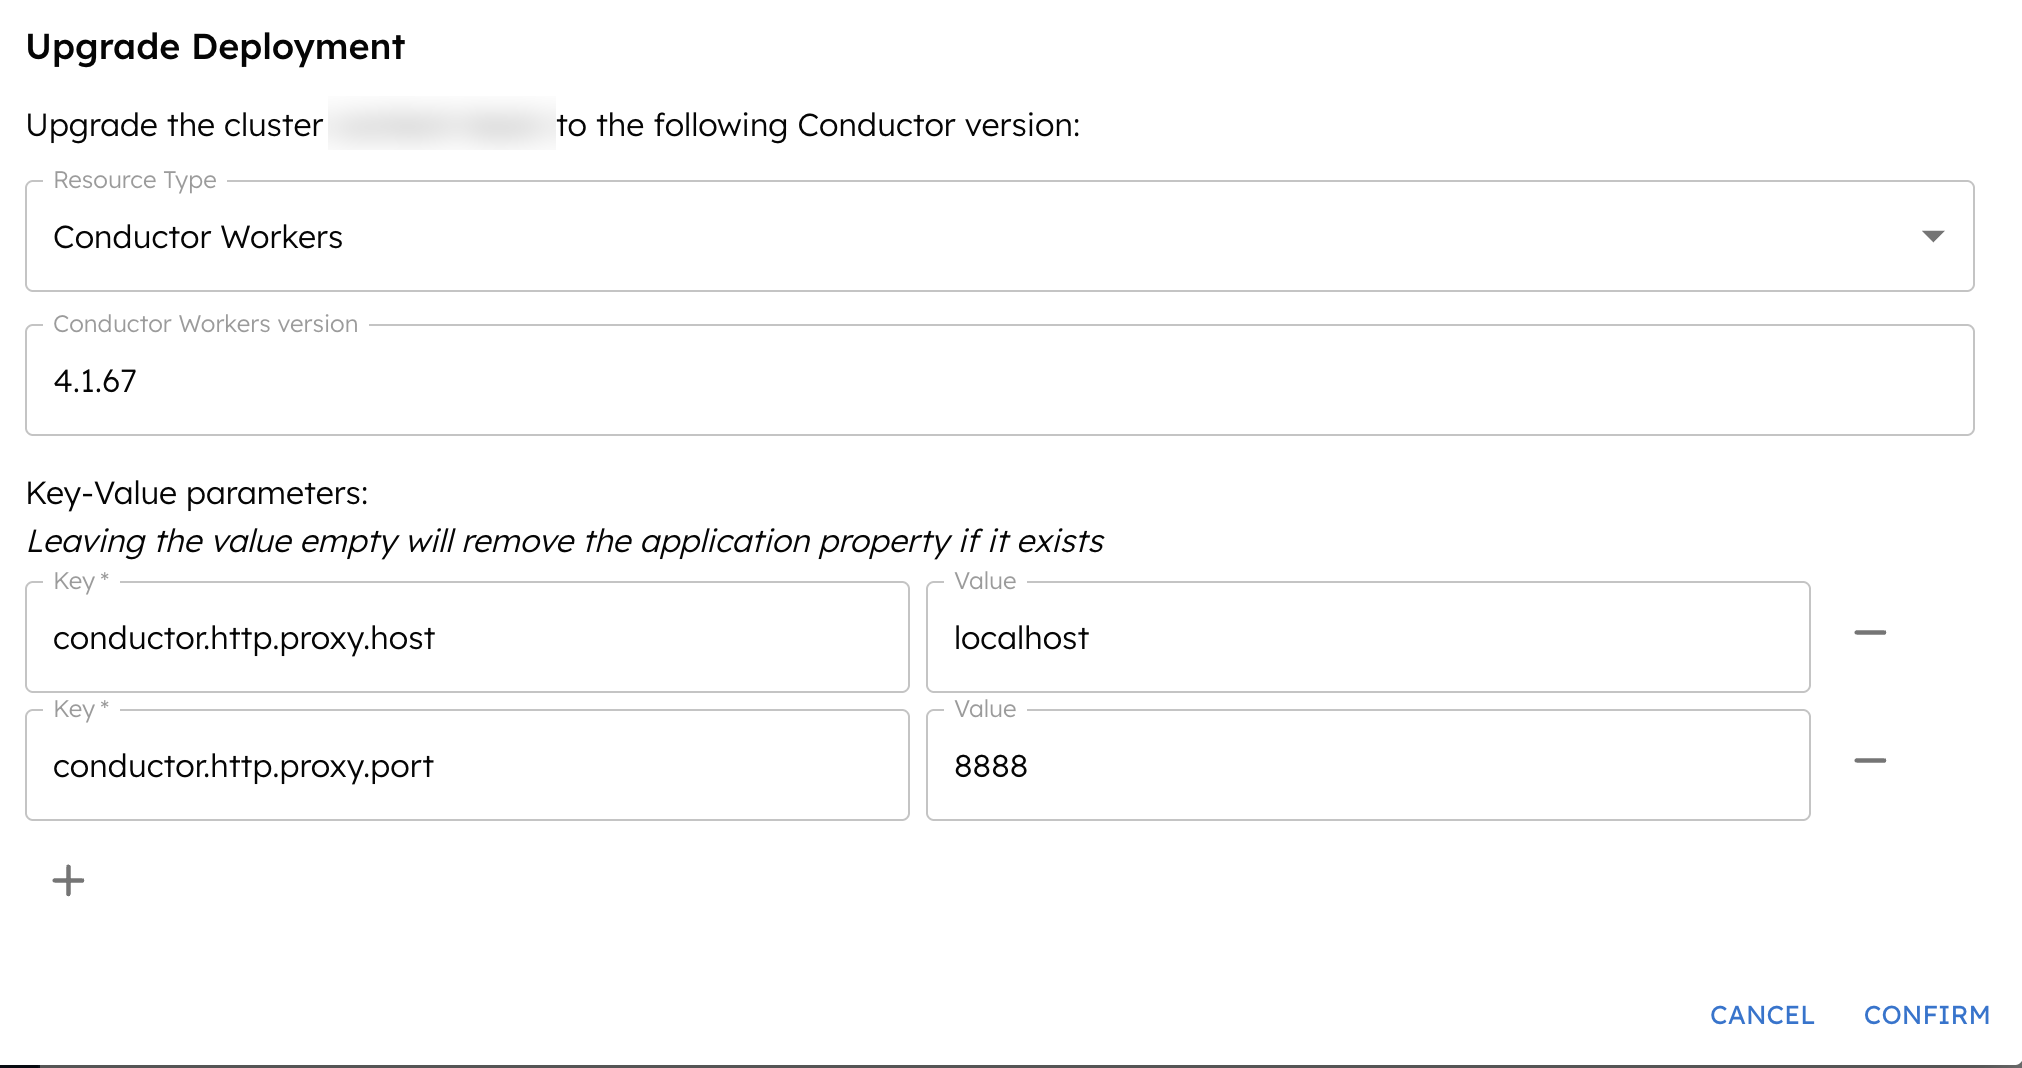 Upgrade Deployment
Upgrade the cluster to the following Conductor version:
Resource Type
Conductor Workers
Conductor Workers version
4.1.67
Key-Value parameters:
Leaving the value empty will remove the application property if it exists
Key * Value
conductor.http.proxy.host localhost
Key * Value
conductor.http.proxy.port 8888
CANCEL CONFIRM